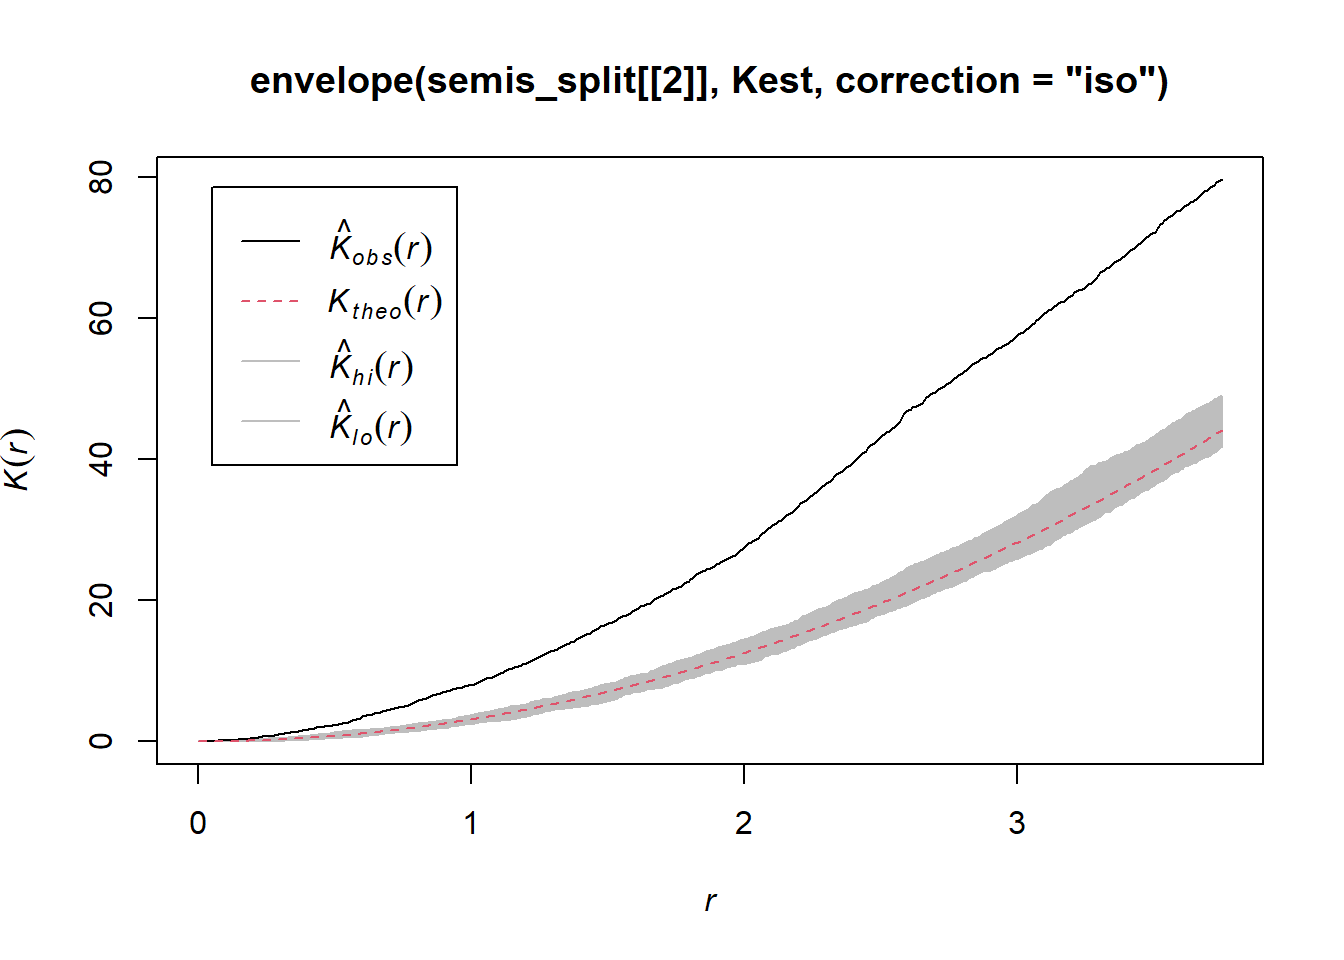 envelope(semis_split[[2]], Kest, correction = "iso")
K̂obs(r)
Ktheo(r)
K̂hi(r)
K̂lo(r)
K(r)
80
60
40
20
0
0 1 2 3
r